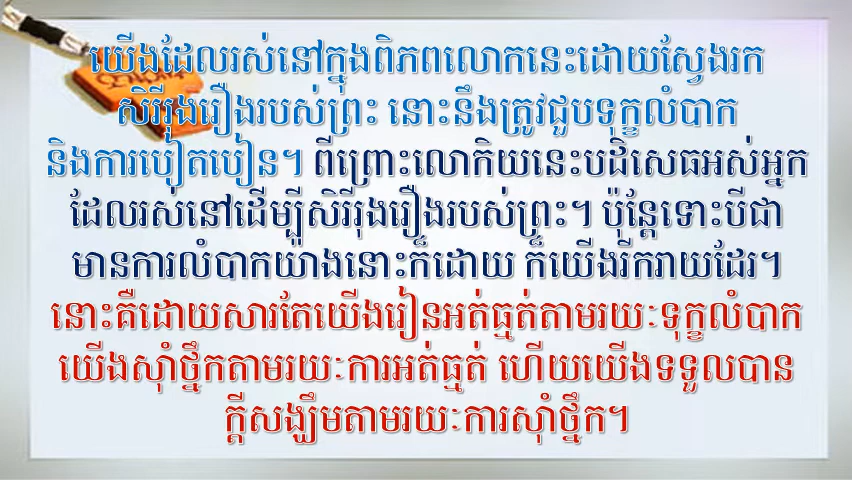 យើងដែលរស់នៅក្នុងពិភពលោកនេះដោយស្វែងរក
សិរីរុងរឿងរបស់ព្រះ នោះនឹងត្រូវជួបទុក្ខលំបាក
និងការបៀតបៀន។ ពីព្រោះលោកិយនេះបដិសេធអស់អ្នក
ដែលរស់នៅដើម្បីសិរីរុងរឿងរបស់ព្រះ។ ប៉ុន្តែទោះបីជា
មានការលំបាកយ៉ាងនោះក៏ដោយ ក៏យើងរីករាយដែរ។
នោះគឺដោយសារតែយើងរៀនអត់ធ្មត់តាមរយៈទុក្ខលំបាក
យើងស៊ាំថ្នឹកតាមរយៈការអត់ធ្មត់ ហើយយើងទទួលបាន
ក្ដីសង្ឃឹមតាមរយៈការស៊ាំថ្នឹក។